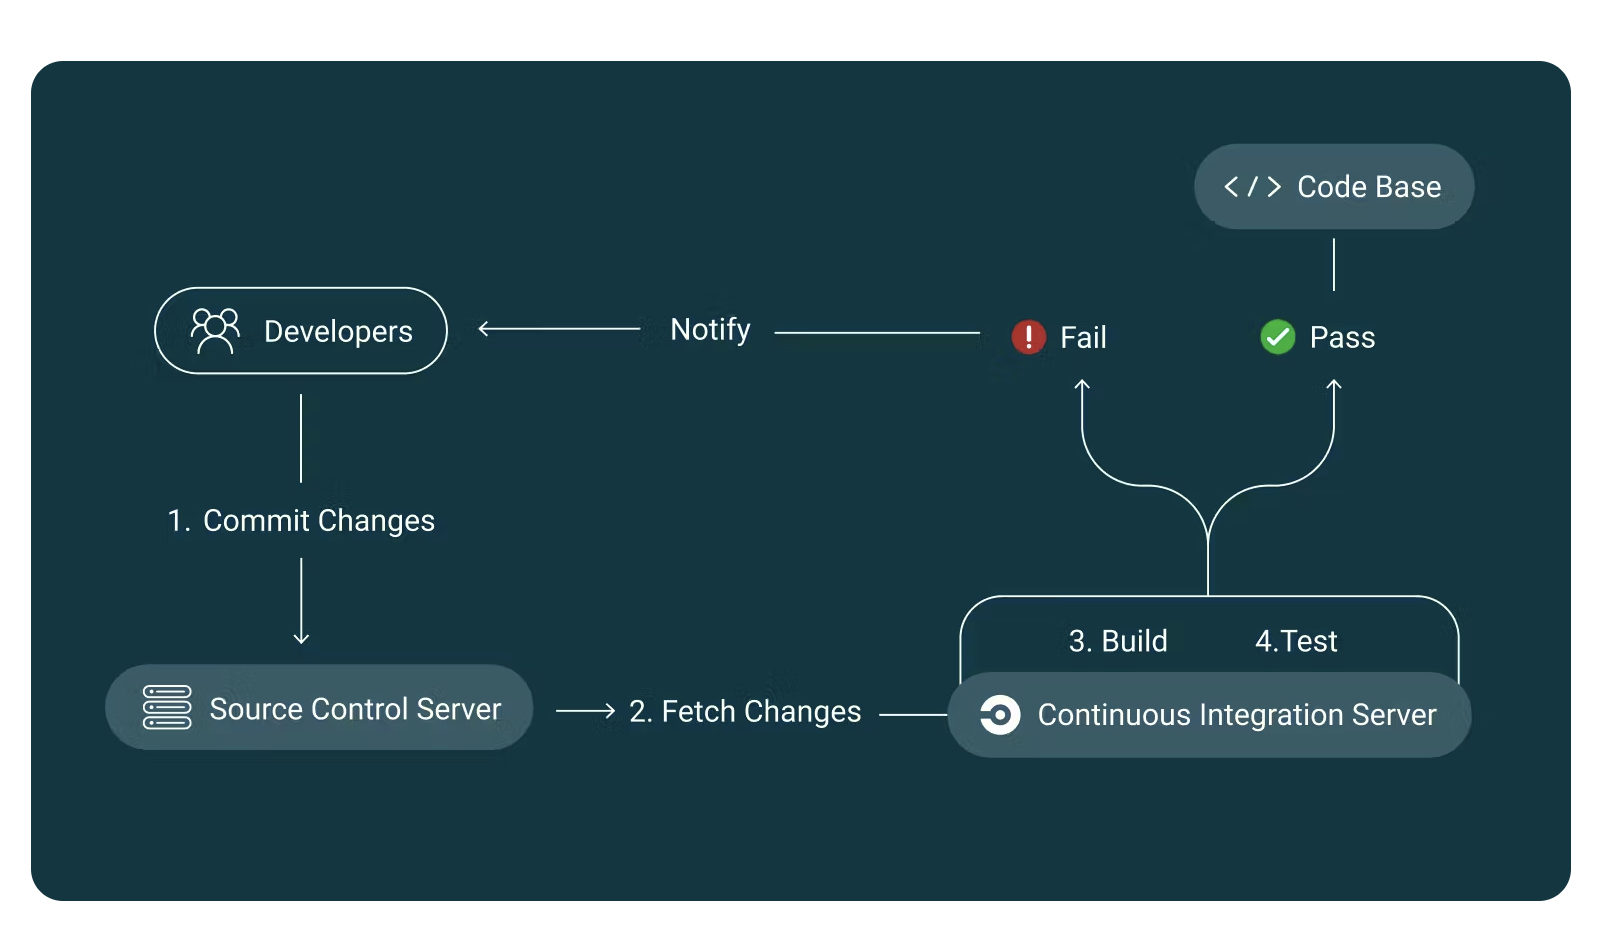 </> Code Base
Developers
Notify
Fail
Pass
1. Commit Changes
3. Build
4.Test
Source Control Server
2. Fetch Changes
Continuous Integration Server